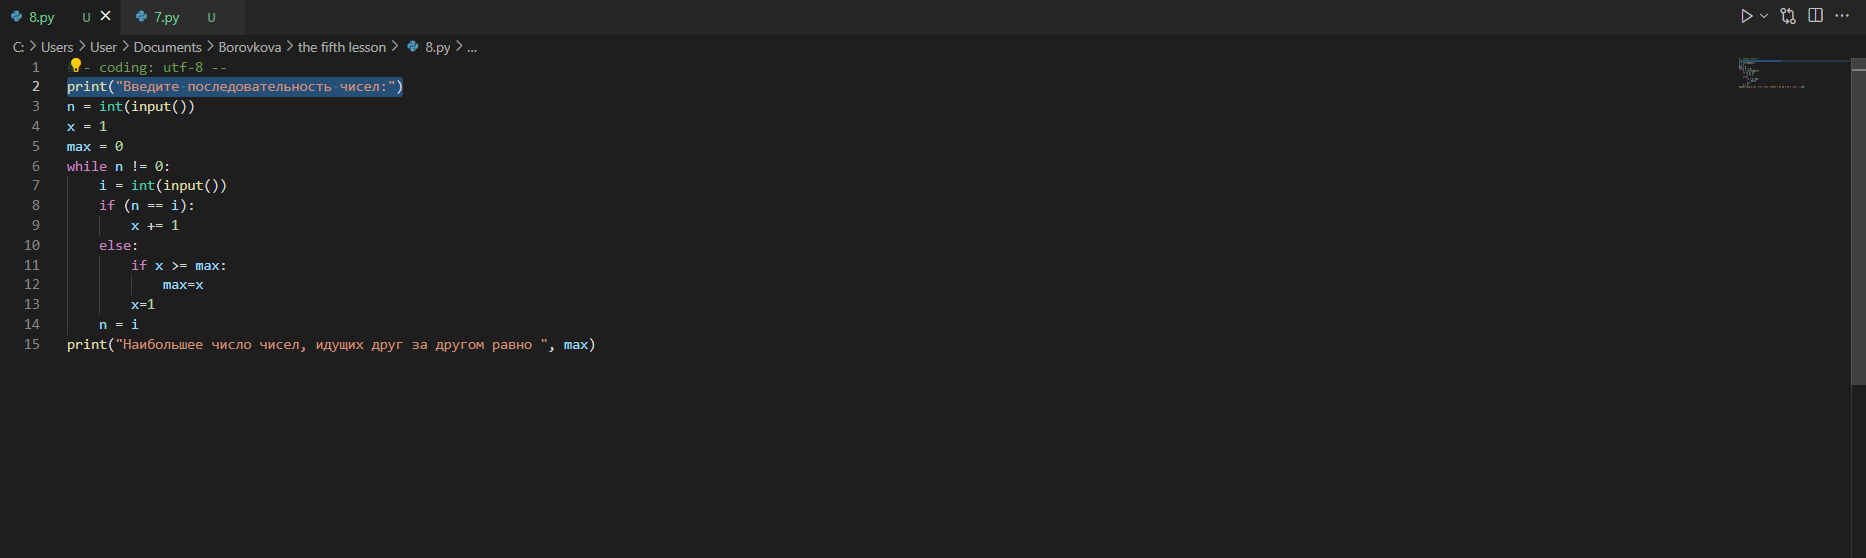 8.py U 7.py U
C: Users User Documents Borovkova the fifth lesson 8.py ...
1 - coding: utf-8 --
2 print("Введите последовательность чисел:")
3 n = int(input())
4 x = 1
5 max = 0
6 while n != 0:
7 i = int(input())
8 if (n == i):
9 x += 1
10 else:
11 if x >= max:
12 max=x
13 x=1
14 n = i
15 print("Наибольшее число чисел, идущих друг за другом равно ", max)